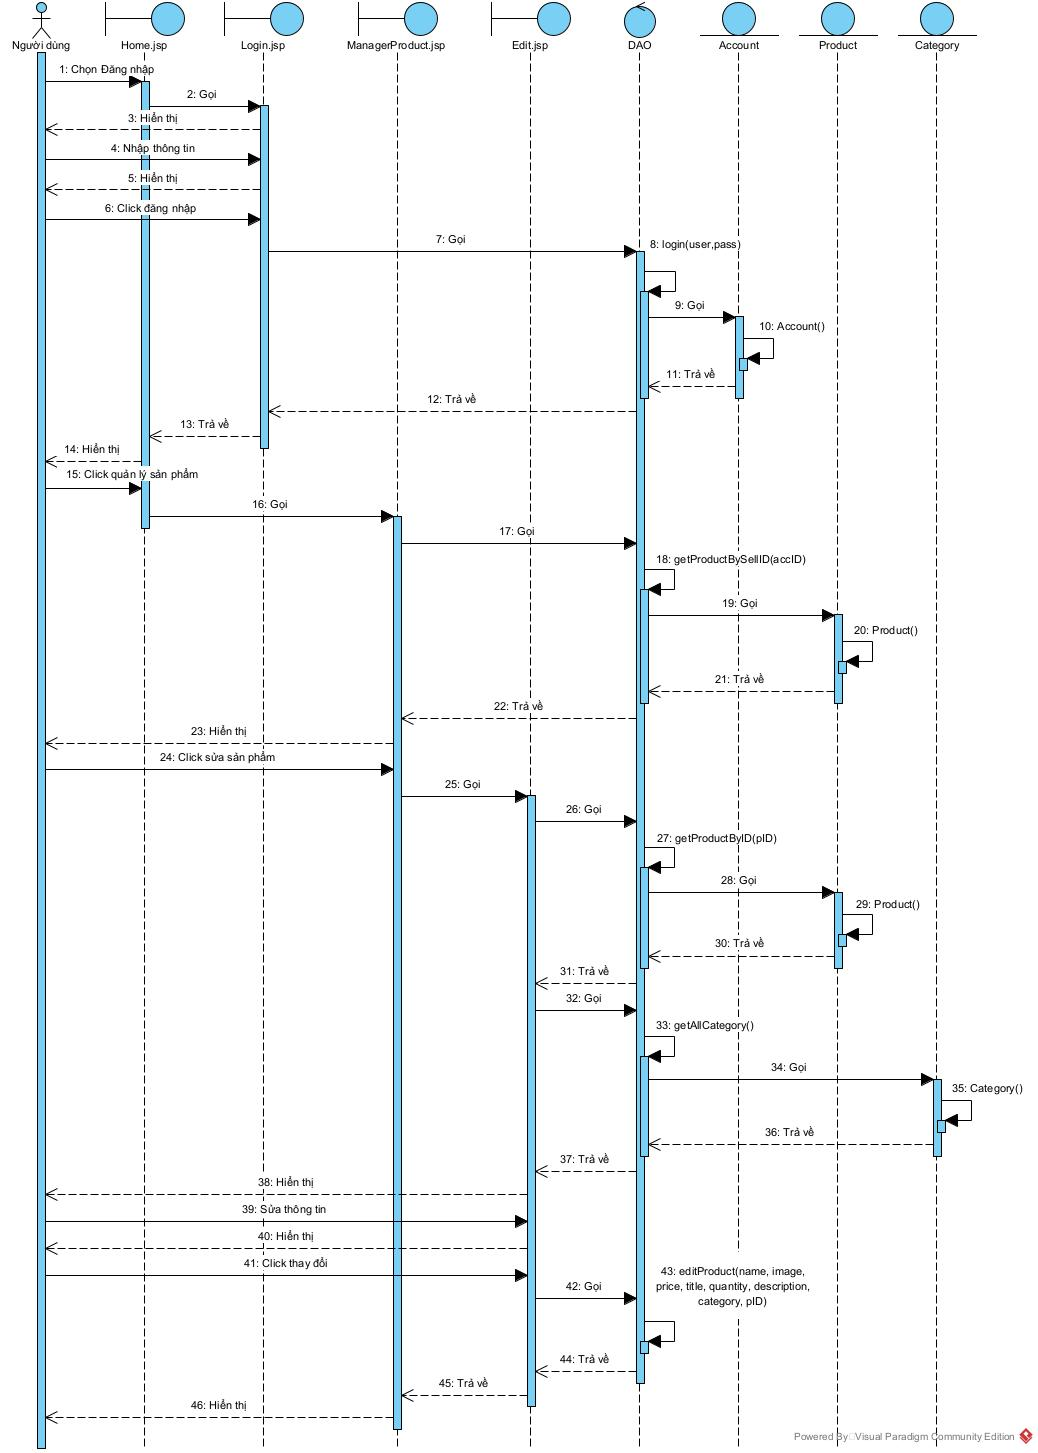 Người dùng
Home.jsp
Login.jsp
ManagerProduct.jsp
Edit.jsp
DAO
Account
Product
Category
1: Chọn Đăng nhập
2: Gọi
3: Hiển thị
4: Nhập thông tin
5: Hiển thị
6: Click đăng nhập
7: Gọi
8: login(user,pass)
9: Gọi
10: Account()
11: Trả về
12: Trả về
13: Trả về
14: Hiển thị
15: Click quản lý sản phẩm
16: Gọi
17: Gọi
18: getProductBySellID(accID)
19: Gọi
20: Product()
21: Trả về
22: Trả về
23: Hiển thị
24: Click sửa sản phẩm
25: Gọi
26: Gọi
27: getProductByID(pID)
28: Gọi
29: Product()
30: Trả về
31: Trả về
32: Gọi
33: getAllCategory()
34: Gọi
35: Category()
36: Trả về
37: Trả về
38: Hiển thị
39: Sửa thông tin
40: Hiển thị
41: Click thay đổi
42: Gọi
43: editProduct(name, image,
price, title, quantity, description,
category, pID)
44: Trả về
45: Trả về
46: Hiển thị
Powered By Visual Paradigm Community Edition